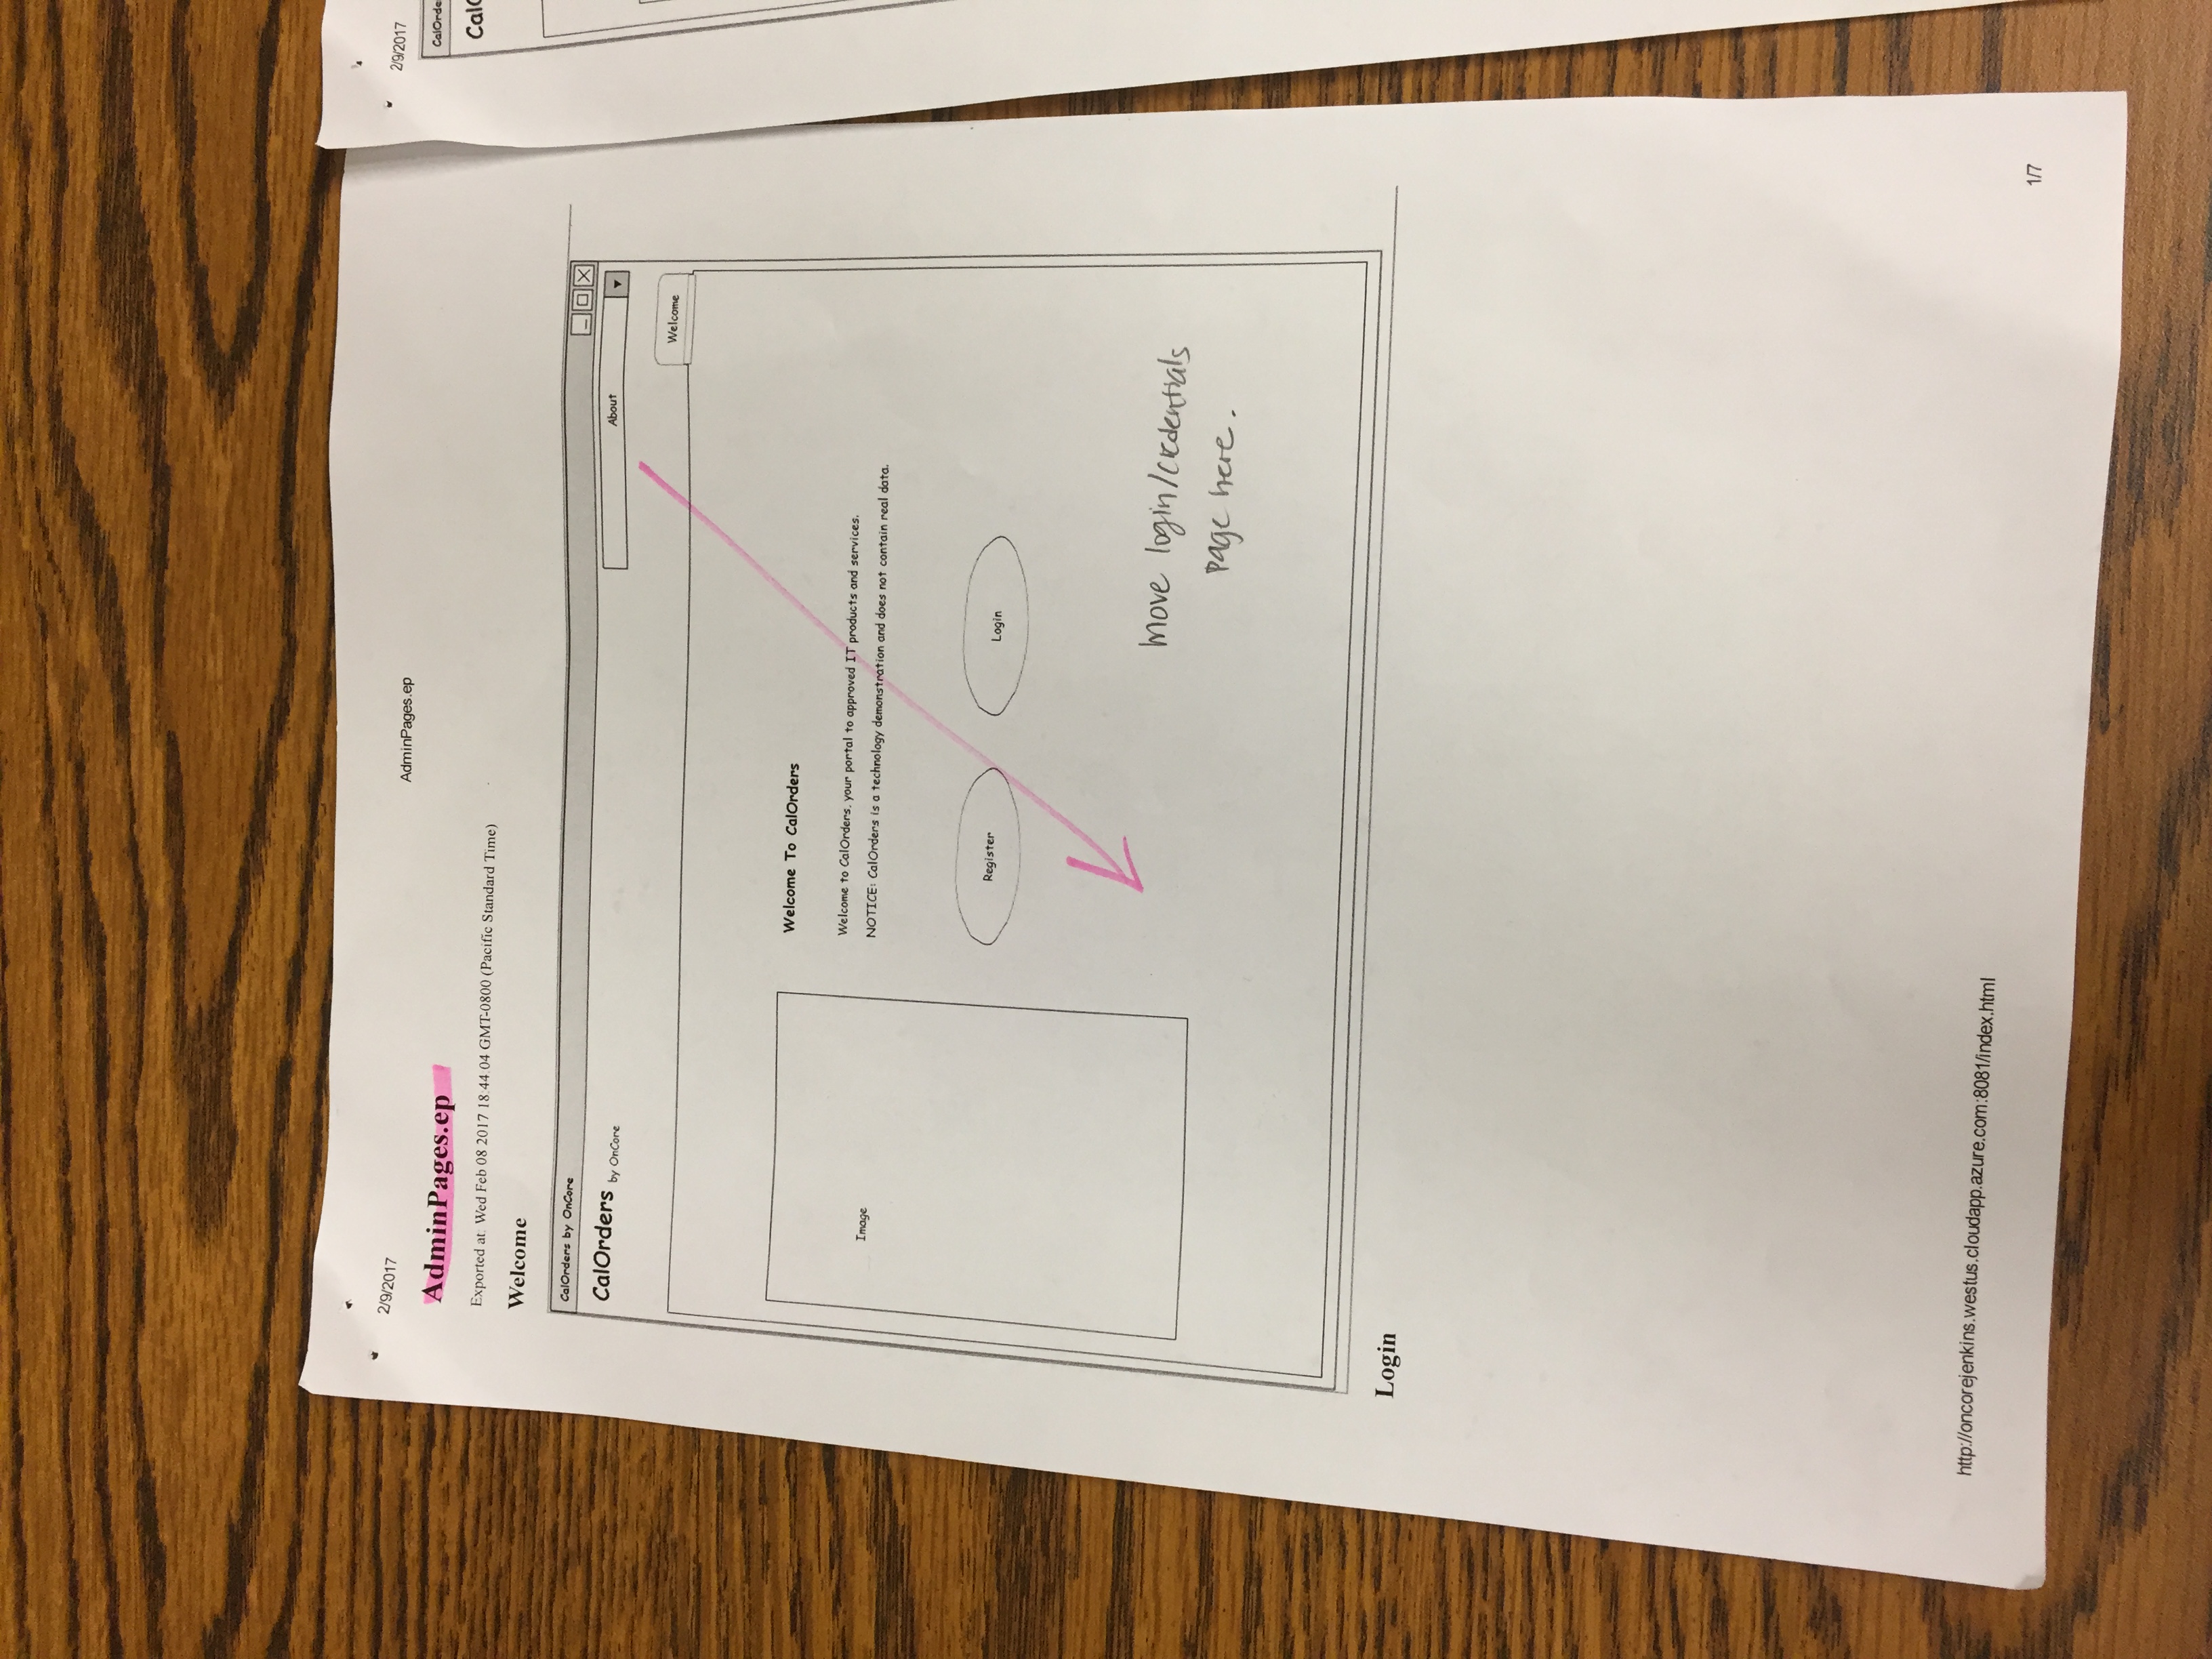 2/9/2017
AdminPages.ep
AdminPages.ep
Exported at: Wed Feb 08 2017 18:44:04 GMT-0800 (Pacific Standard Time)
Welcome
CalOrders by OnCore
CalOrders by OnCore
About
Welcome
Image
Welcome To CalOrders
Welcome to CalOrders, your portal to approved IT products and services.
NOTICE: CalOrders is a technology demonstration and does not contain real data.
Register
Login
move login/credentials
page here.
Login
http://oncorejenkins.westus.cloudapp.azure.com:8081/index.html
1/7
2/9/2017